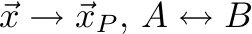 $\vec{x} \to \vec{x}_P,\ A \leftrightarrow B$